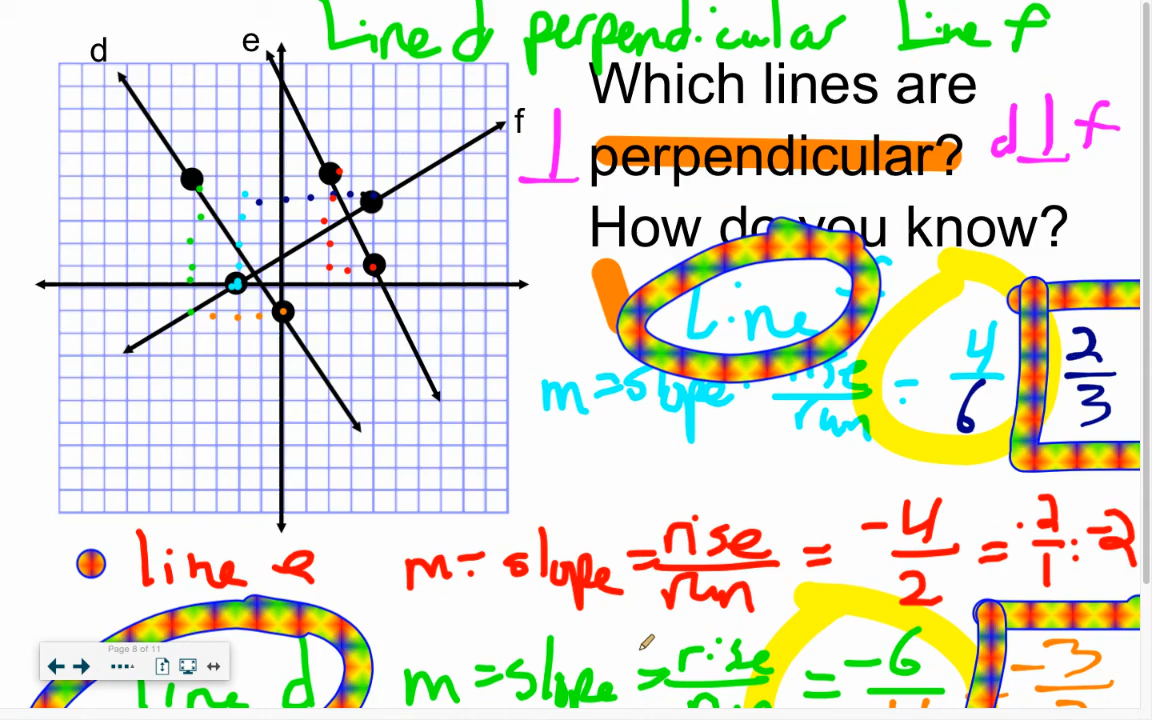 Line d perpendicular Line f
d
e
f
Which lines are
⊥ perpendicular? d ⊥ f
How do you know?
Line
m = slope rise/run = 4/6 2/3
line e m = slope = rise/run = -4/2 = -2/1 : -2
Page 8 of 11
line d m = slope = rise = -6 -3